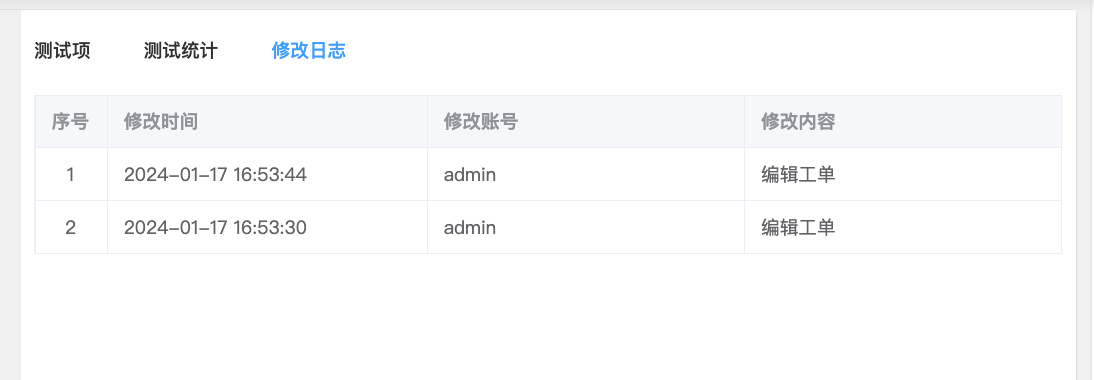 测试项 测试统计 修改日志
序号 修改时间 修改账号 修改内容
1 2024-01-17 16:53:44 admin 编辑工单
2 2024-01-17 16:53:30 admin 编辑工单